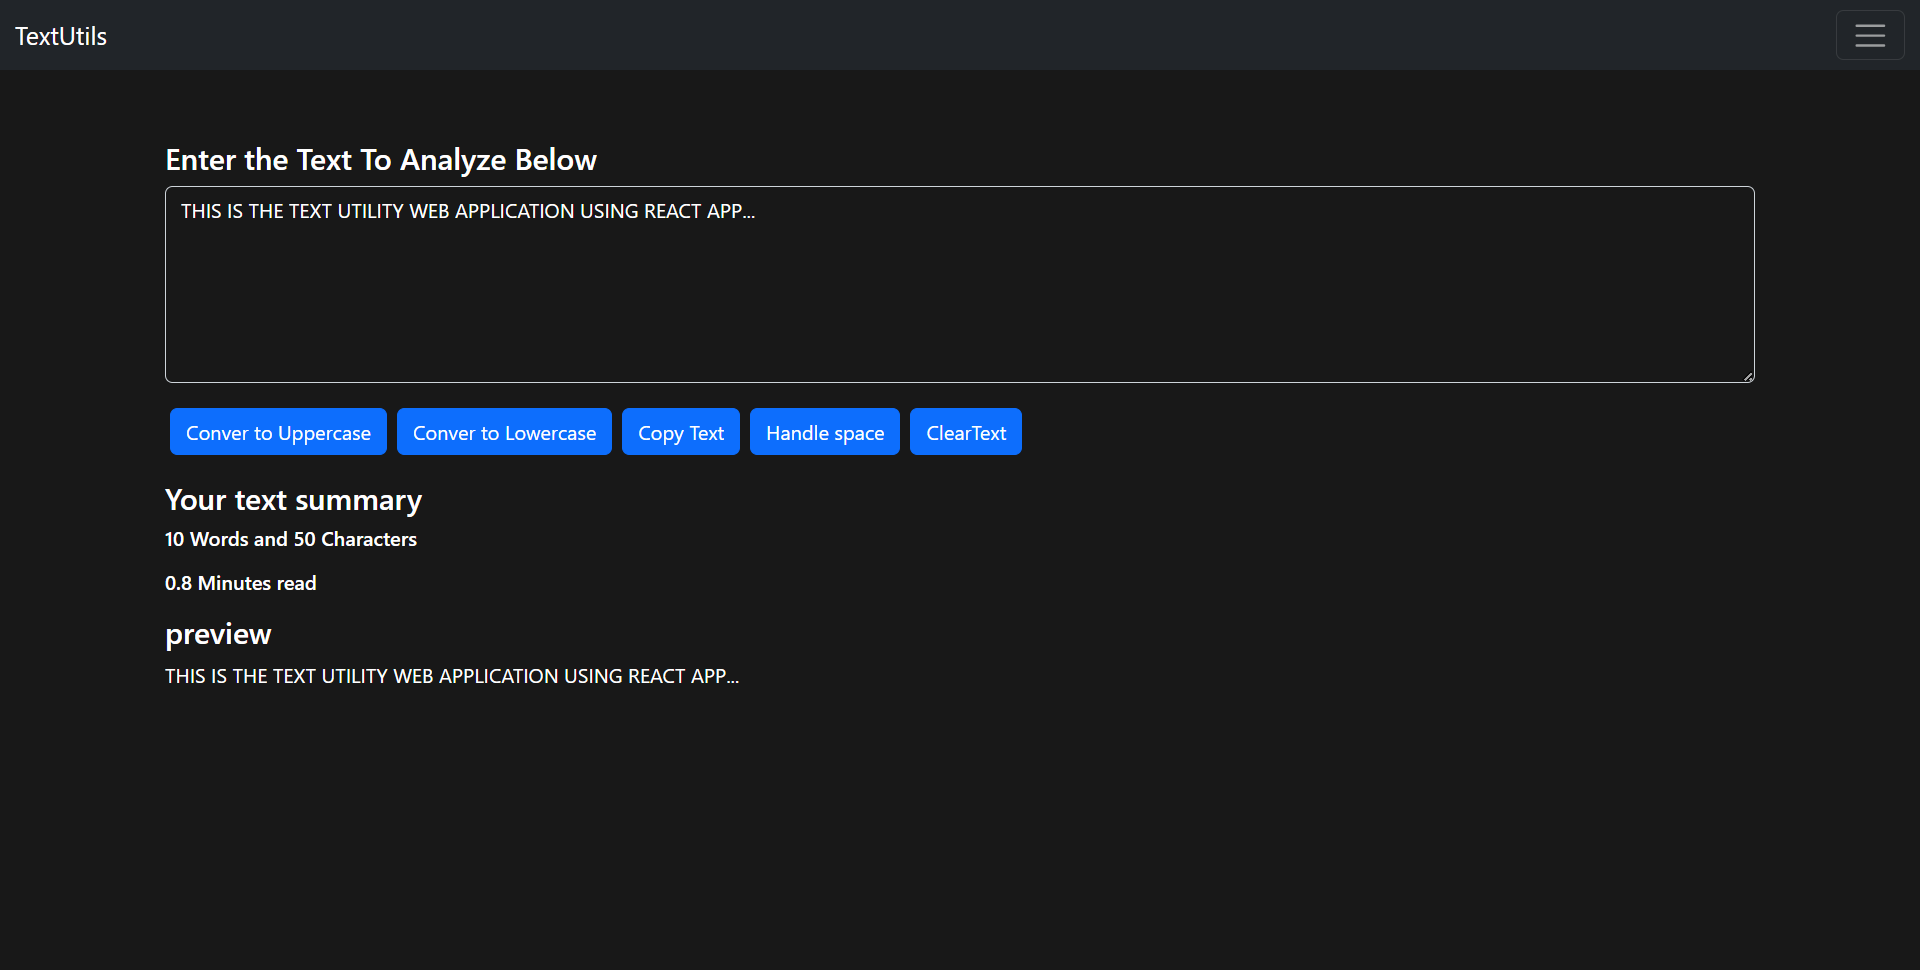 TextUtils
Enter the Text To Analyze Below
THIS IS THE TEXT UTILITY WEB APPLICATION USING REACT APP...
Conver to Uppercase Conver to Lowercase Copy Text Handle space ClearText
Your text summary
10 Words and 50 Characters
0.8 Minutes read
preview
THIS IS THE TEXT UTILITY WEB APPLICATION USING REACT APP...